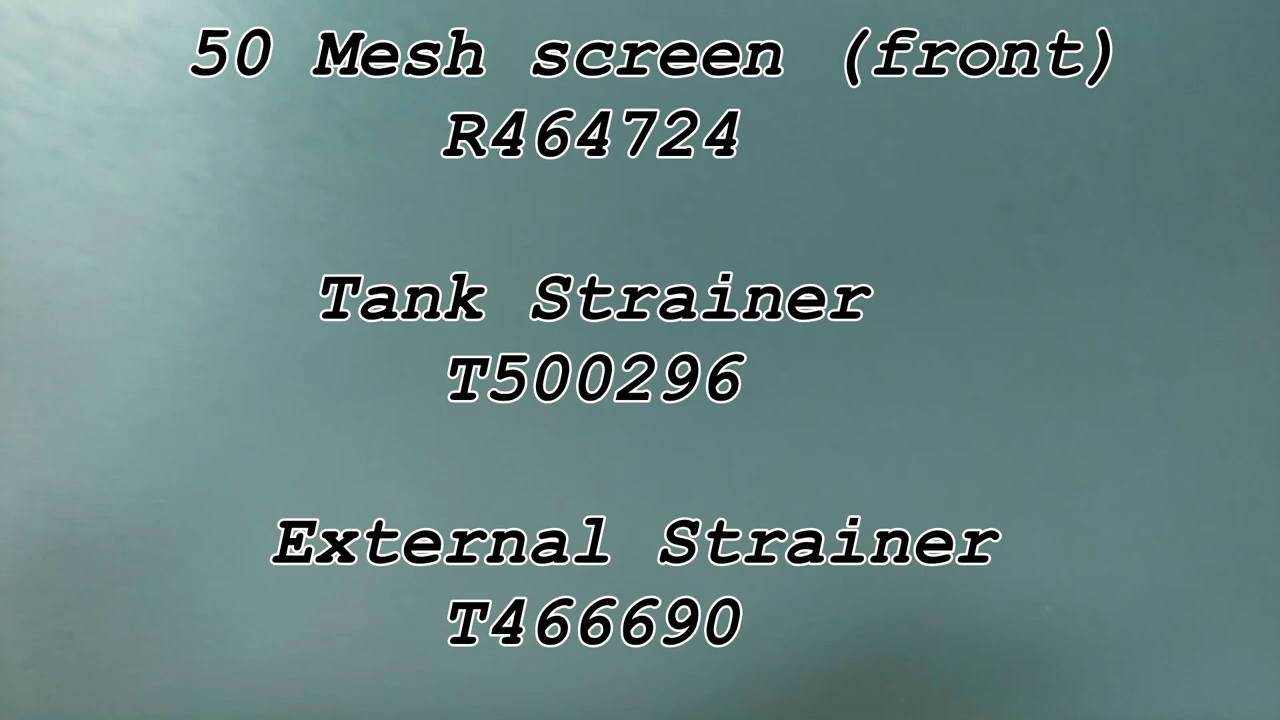 50 Mesh screen (front)
R464724
Tank Strainer
T500296
External Strainer
T466690